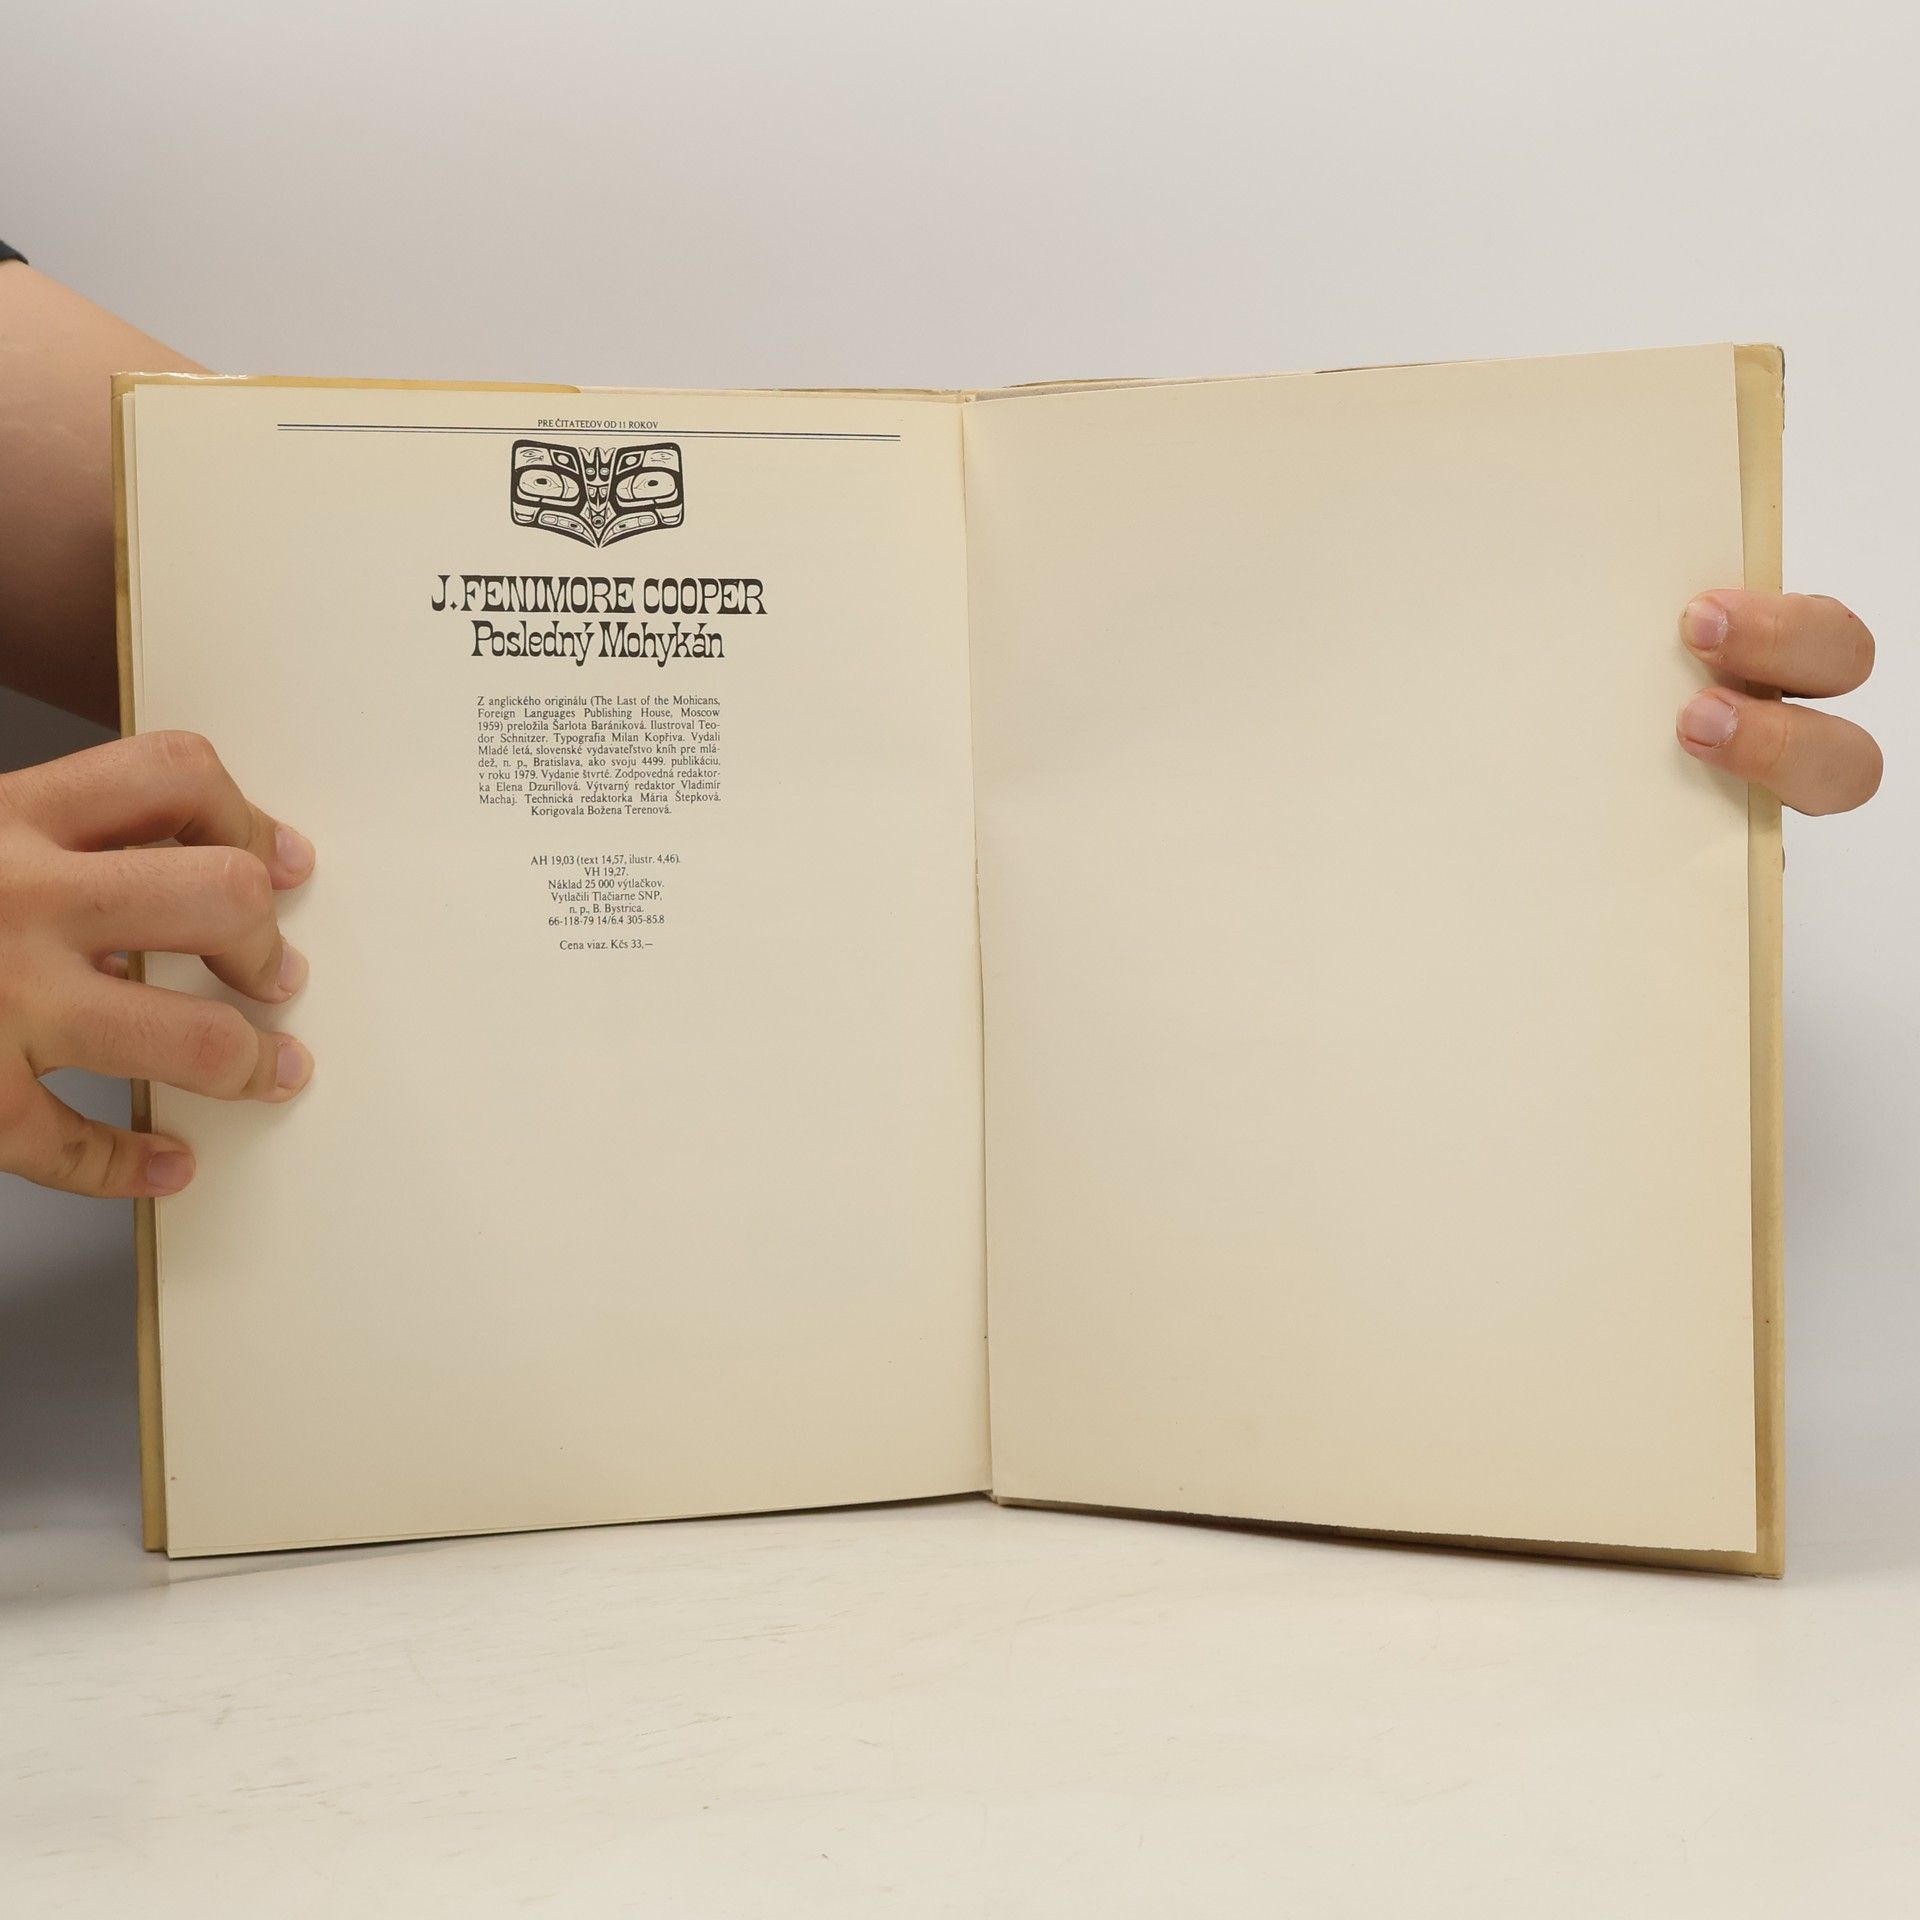 PRE ČITATEĽOV OD 11 ROKOV
J. FENIMORE COOPER
Posledný Mohykán
Z anglického originálu (The Last of the Mohicans,
Foreign Languages Publishing House, Moscow
1959) preložila Šarlota Barániková. Ilustroval Teo-
dor Schnitzer. Typografia Milan Kopřiva. Vydali
Mladé letá, slovenské vydavateľstvo kníh pre mlá-
dež, n. p., Bratislava, ako svoju 4499. publikáciu,
v roku 1979. Vydanie štvrté. Zodpovedná redaktor-
ka Elena Dzurillová. Výtvarný redaktor Vladimír
Machaj. Technická redaktorka Mária Štepková.
Korigovala Božena Terenová.
AH 19,03 (text 14,57, ilustr. 4,46).
VH 19,27.
Náklad 25 000 výtlačkov.
Vytlačili Tlačiarne SNP,
n. p., B. Bystrica.
66-118-79 14/6.4 305-85.8
Cena viaz. Kčs 33,—